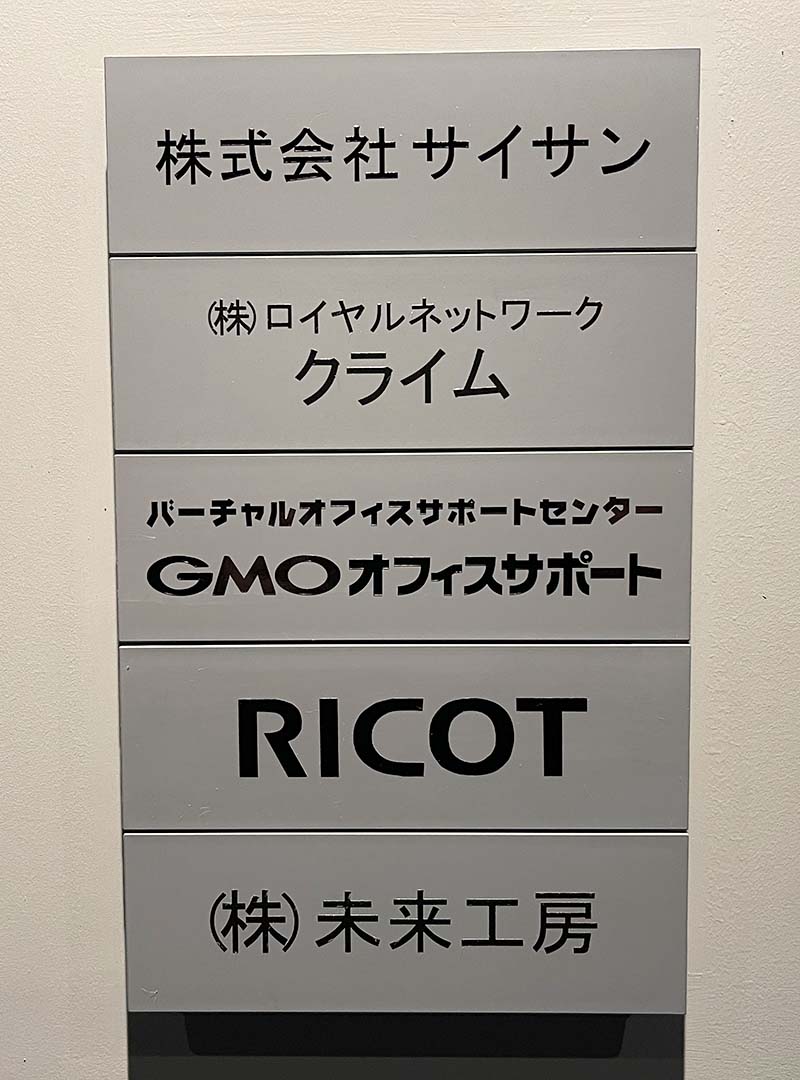 株式会社サイサン
(株)ロイヤルネットワーク
クライム
バーチャルオフィスサポートセンター
GMOオフィスサポート
RICOT
(株)未来工房